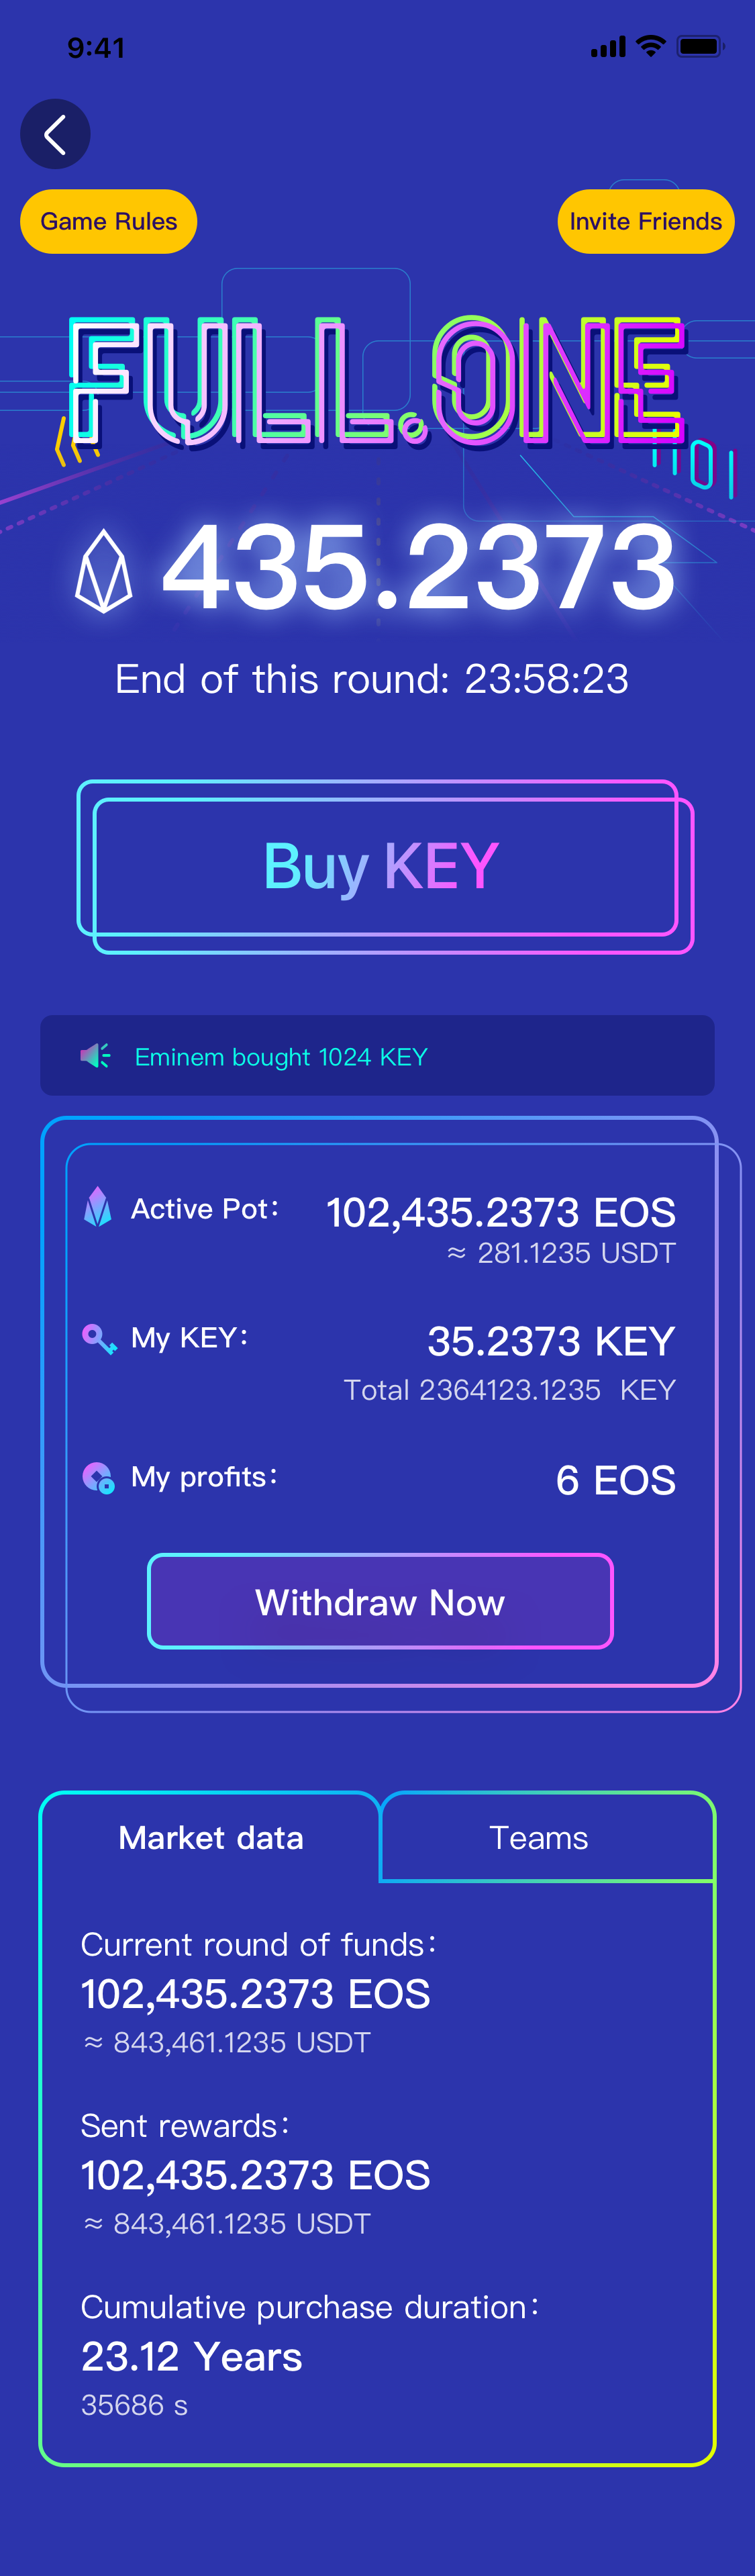 9:41
Game Rules
Invite Friends
FULL.ONE
435.2373
End of this round: 23:58:23
Buy KEY
Eminem bought 1024 KEY
Active Pot:
102,435.2373 EOS
≈ 281.1235 USDT
My KEY:
35.2373 KEY
Total 2364123.1235 KEY
My profits:
6 EOS
Withdraw Now
Market data
Teams
Current round of funds:
102,435.2373 EOS
≈ 843,461.1235 USDT
Sent rewards:
102,435.2373 EOS
≈ 843,461.1235 USDT
Cumulative purchase duration:
23.12 Years
35686 s